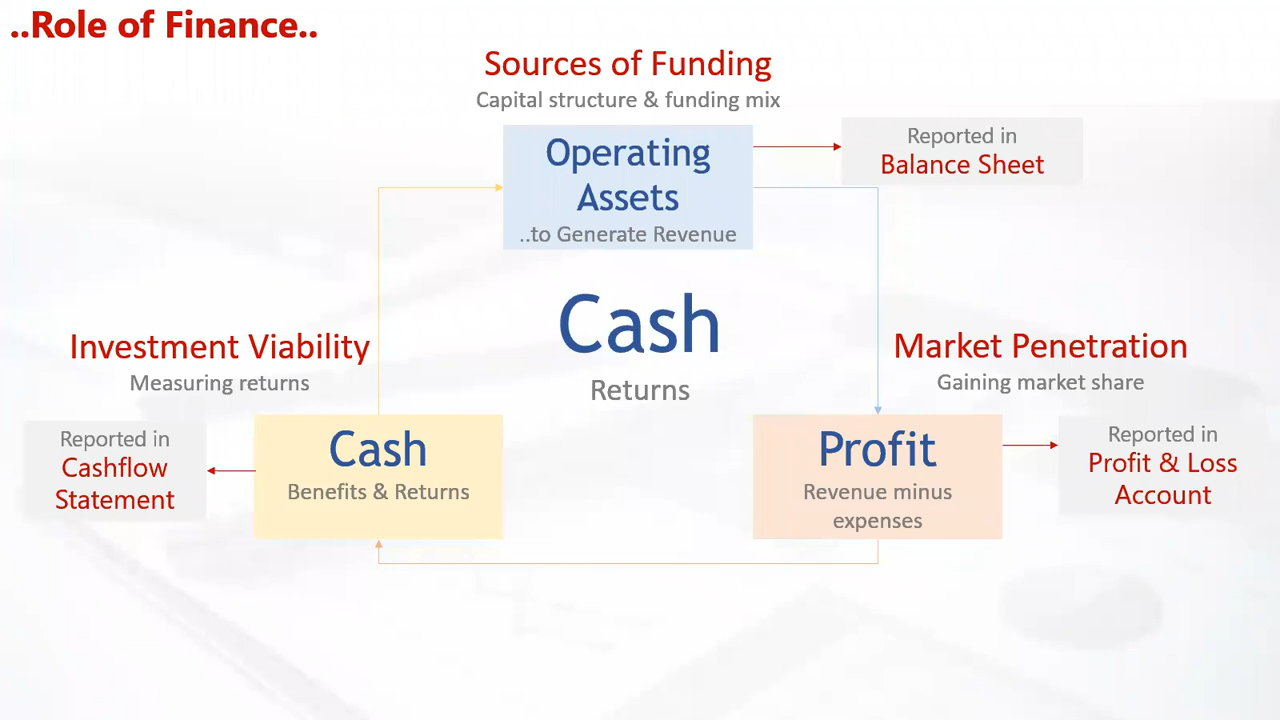 ..Role of Finance..
Sources of Funding
Capital structure & funding mix
Operating
Assets
..to Generate Revenue
Reported in
Balance Sheet
Cash
Returns
Investment Viability
Measuring returns
Market Penetration
Gaining market share
Reported in
Cashflow
Statement
Cash
Benefits & Returns
Profit
Revenue minus
expenses
Reported in
Profit & Loss
Account